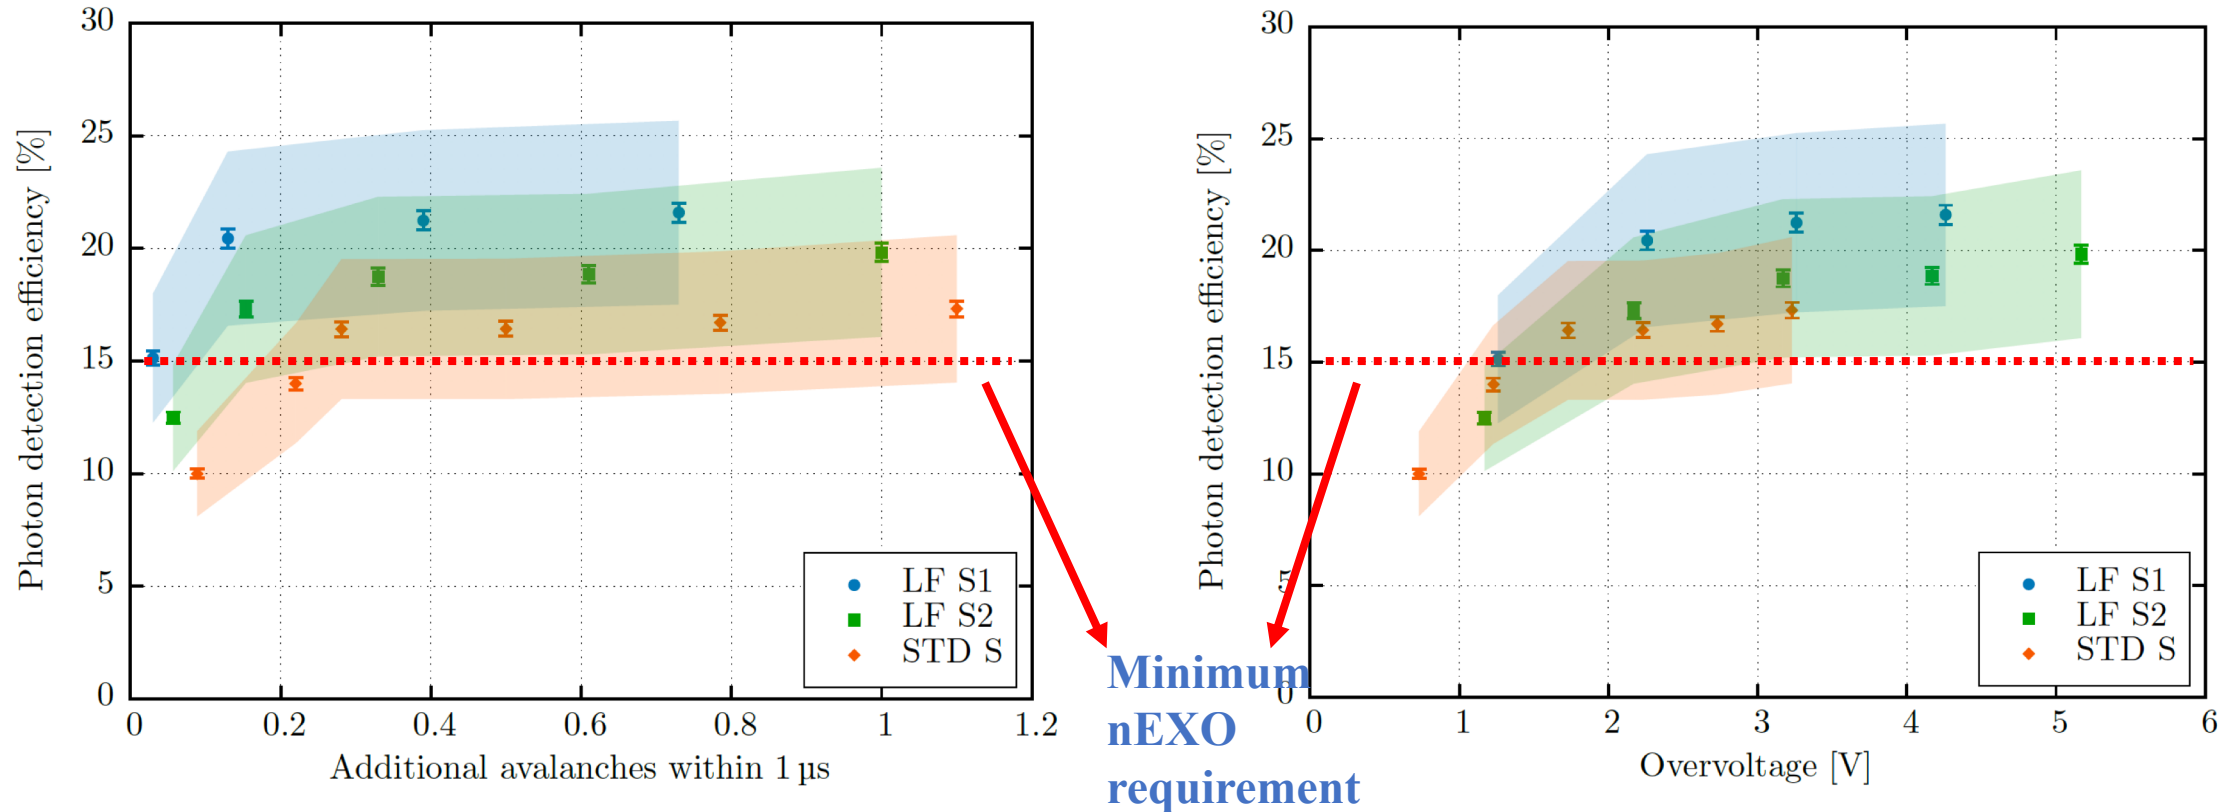 Photon detection efficiency [%]
30
25
20
15
10
5
0
0
0.2
0.4
0.6
0.8
1
1.2
Additional avalanches within 1 µs
LF S1
LF S2
STD S
Minimum
nEXO
requirement
Photon detection efficiency [%]
30
25
20
15
10
5
0
0
1
2
3
4
5
6
Overvoltage [V]
LF S1
LF S2
STD S